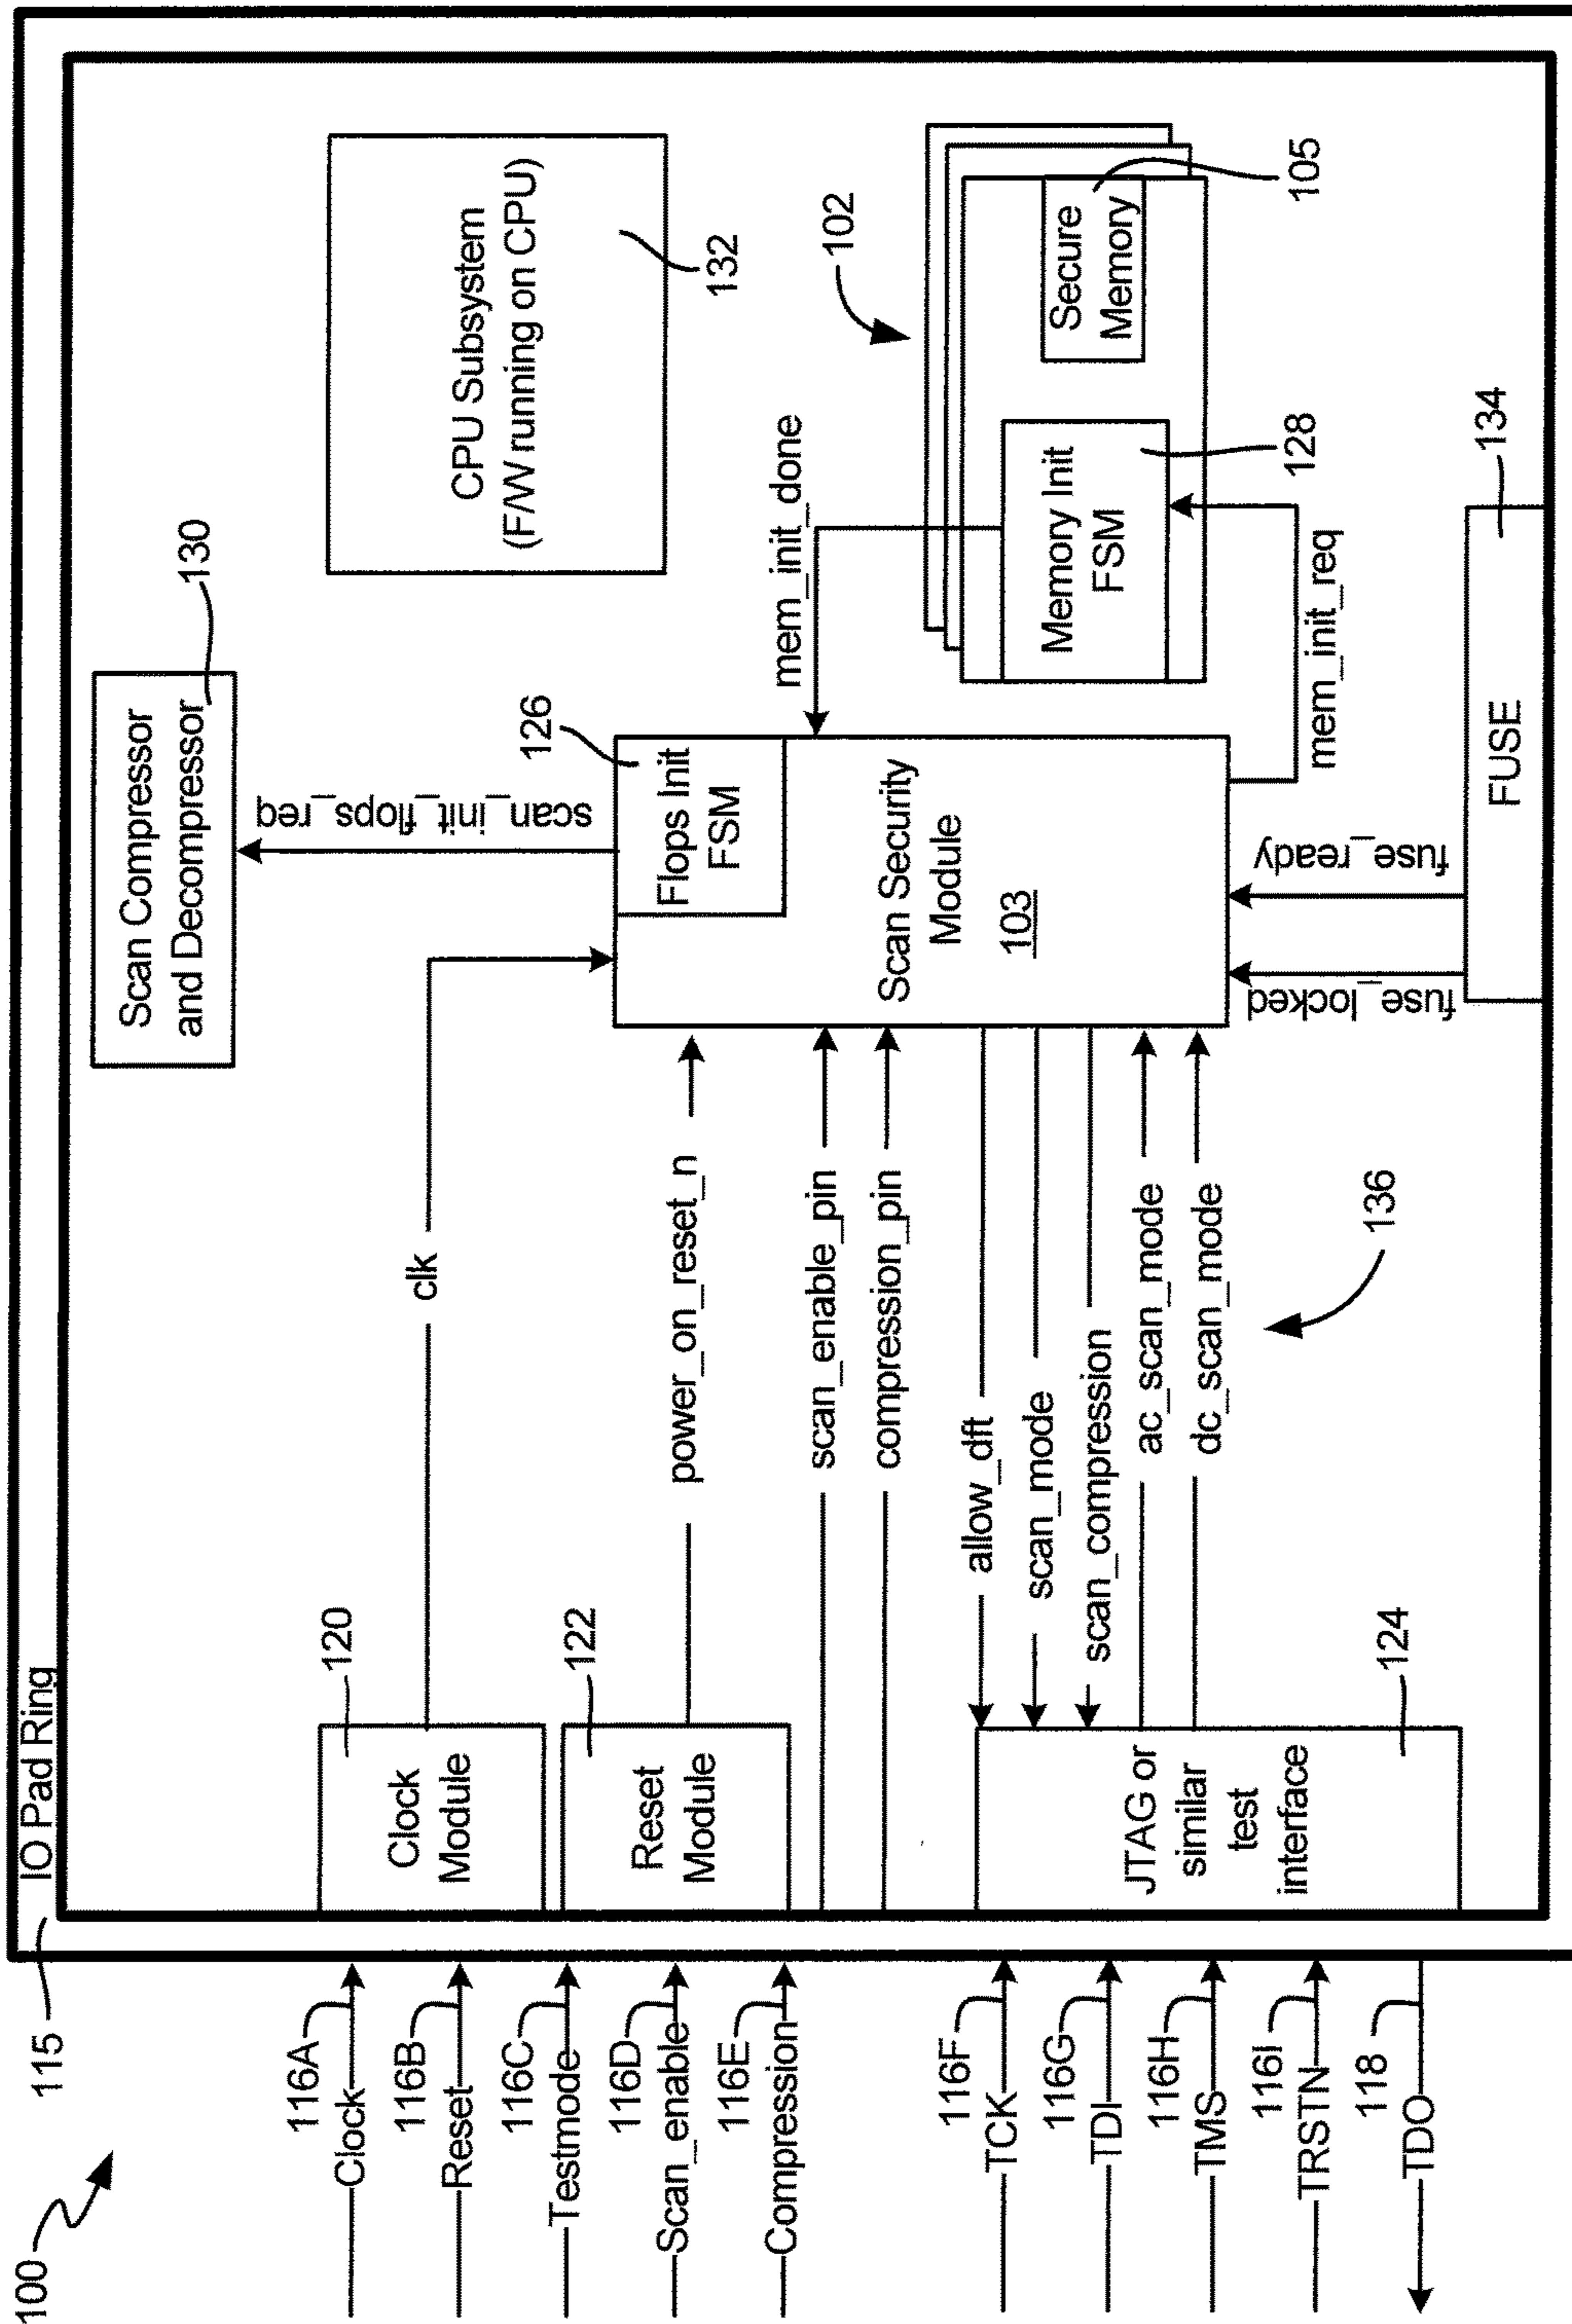 100
115
IO Pad Ring
116A
Clock
116B
Reset
116C
Testmode
116D
Scan_enable
116E
Compression
116F
TCK
116G
TDI
116H
TMS
116I
TRSTN
118
TDO
Clock
Module
120
Reset
Module
122
JTAG or
similar
test
interface
124
clk
power_on_reset_n
scan_enable_pin
compression_pin
allow_dft
scan_mode
scan_compression
ac_scan_mode
dc_scan_mode
136
Scan Compressor
and Decompressor
130
scan_init_flops_req
126
Flops Init
FSM
Scan Security
Module
103
fuse_locked
fuse_ready
FUSE
134
mem_init_done
mem_init_req
CPU Subsystem
(F/W running on CPU)
132
102
Memory Init
FSM
128
Secure
Memory
105